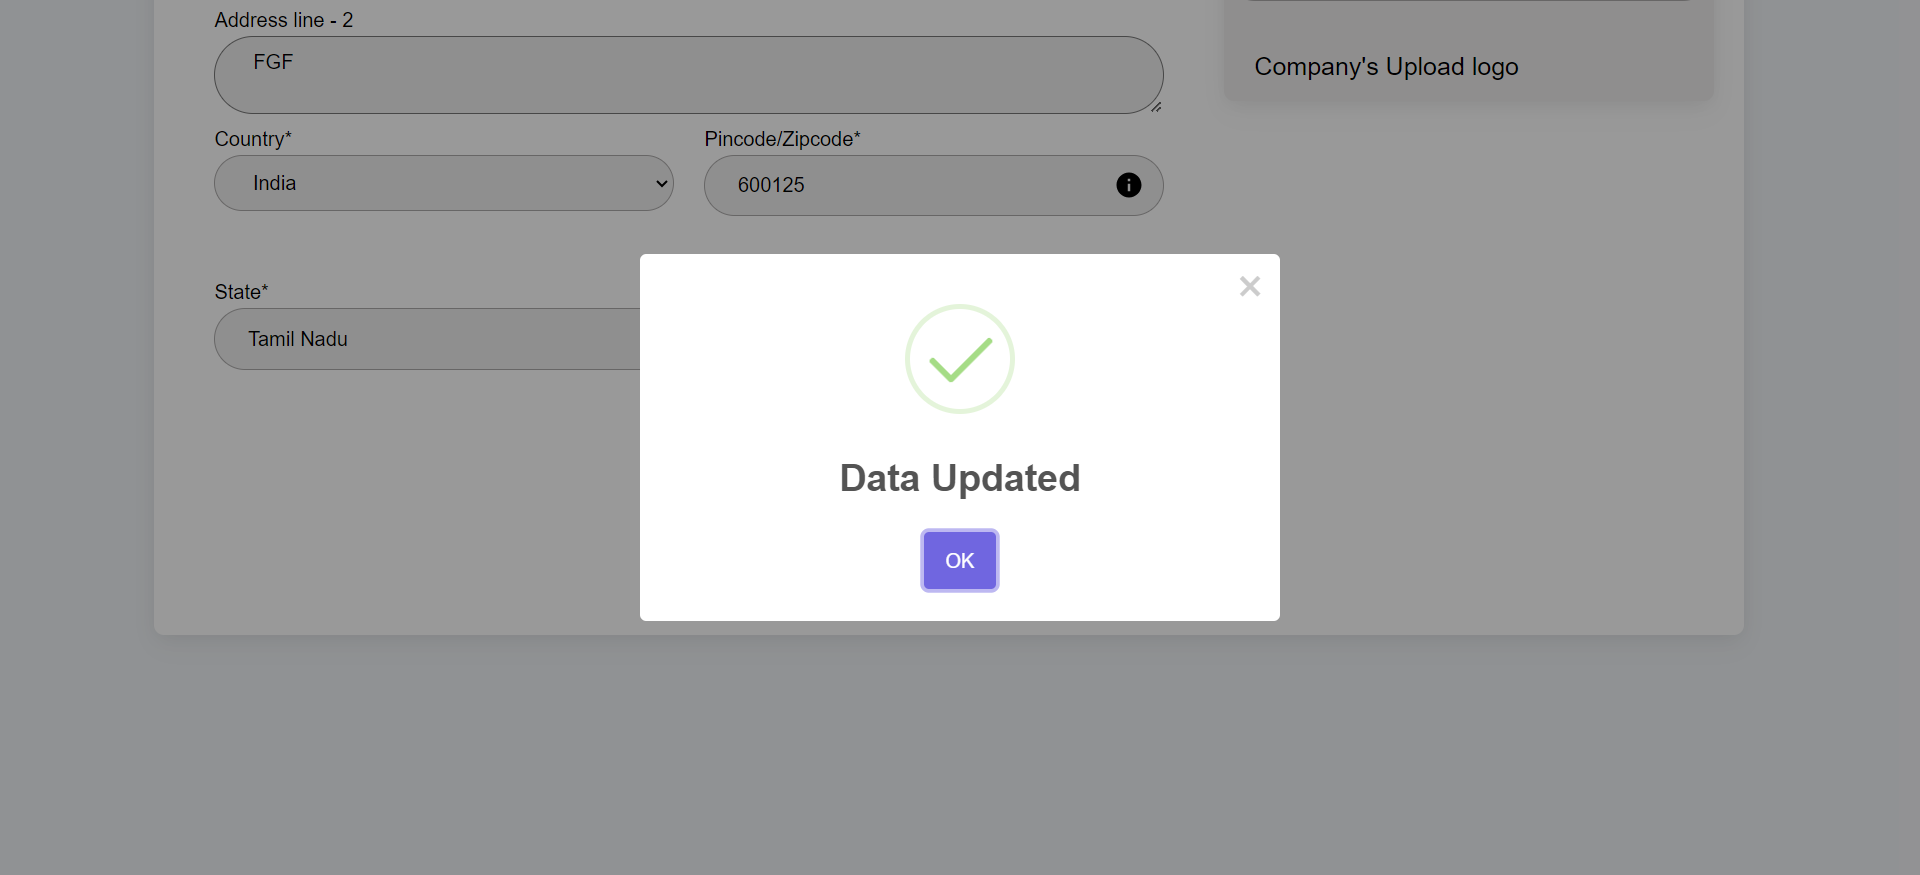 Address line - 2
FGF
Company's Upload logo
Country*
Pincode/Zipcode*
India
600125
State*
Tamil Nadu
Data Updated
OK